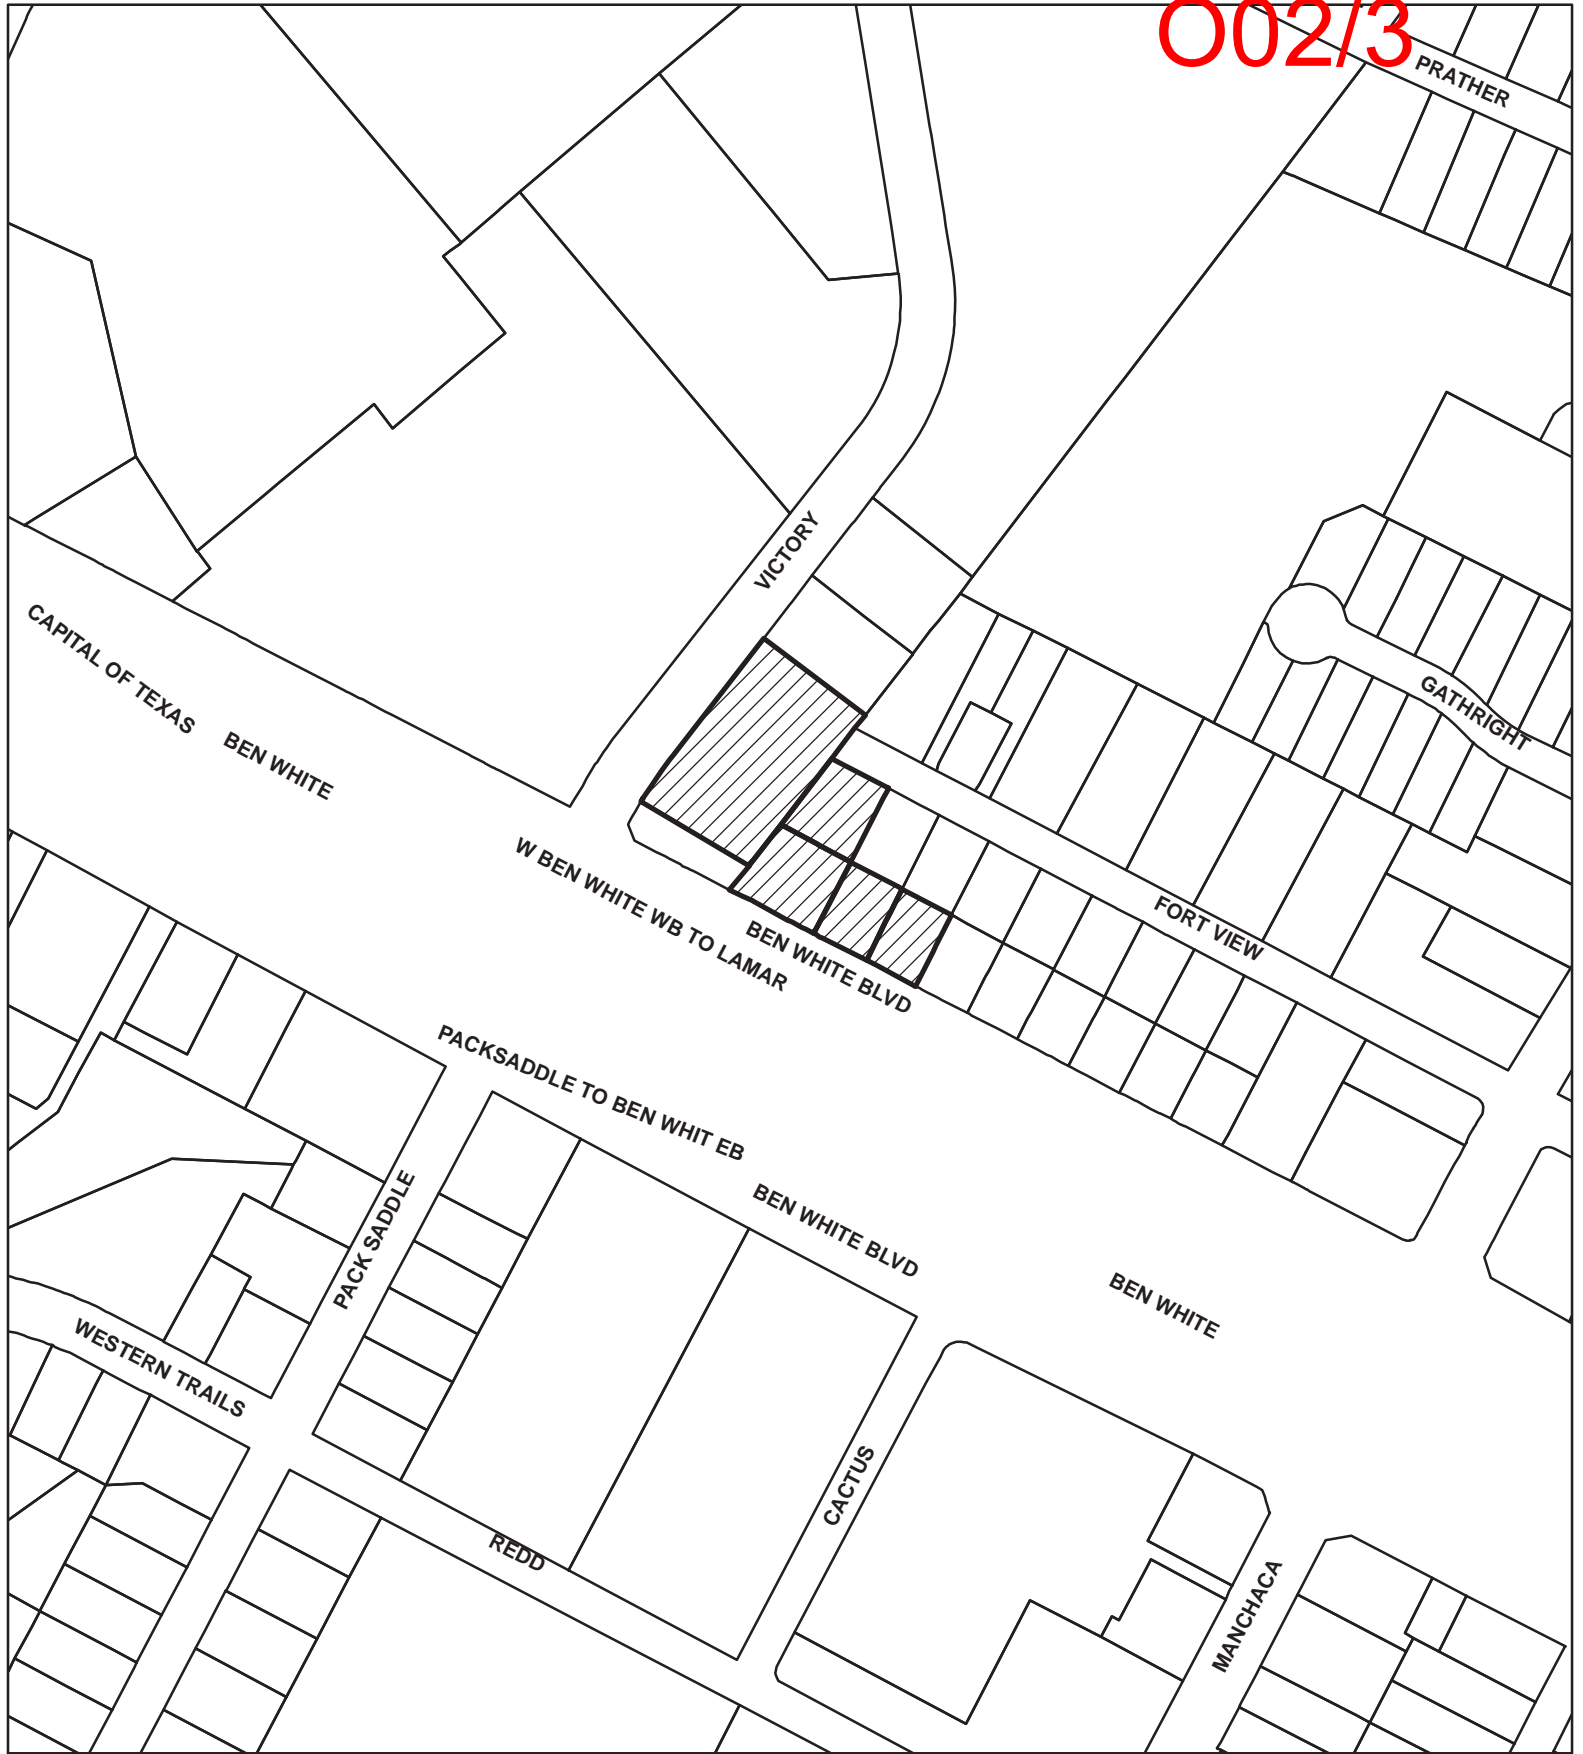 O02/3
PRATHER
VICTORY
CAPITAL OF TEXAS
BEN WHITE
GATHRIGHT
W BEN WHITE WB TO LAMAR
BEN WHITE BLVD
FORT VIEW
PACKSADDLE TO BEN WHIT EB
BEN WHITE BLVD
PACK SADDLE
BEN WHITE
WESTERN TRAILS
CACTUS
REDD
MANCHACA